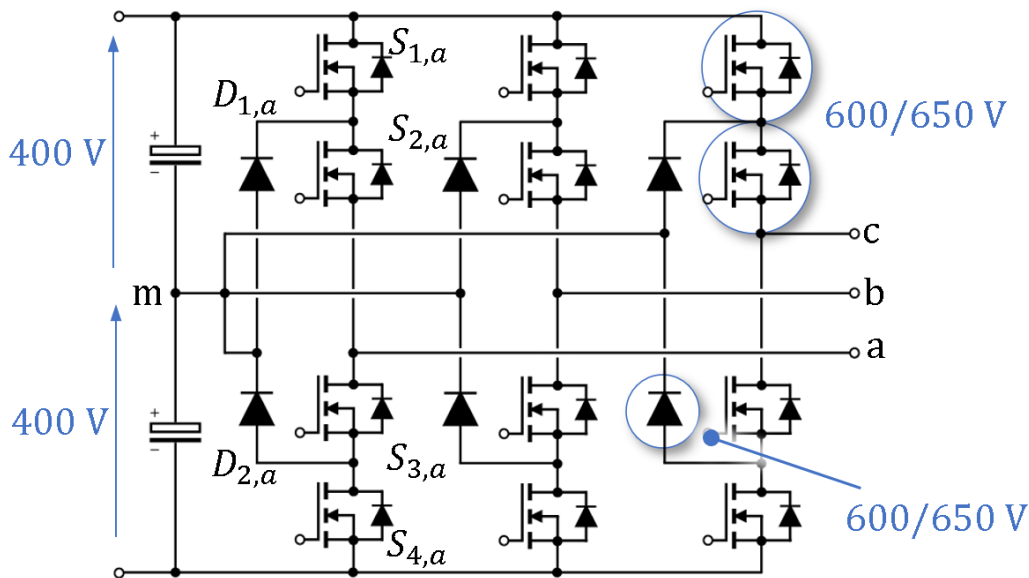 S1,a
D1,a
600/650 V
S2,a
400 V
+
−
c
m
b
a
+
400 V
−
D2,a
S3,a
600/650 V
S4,a